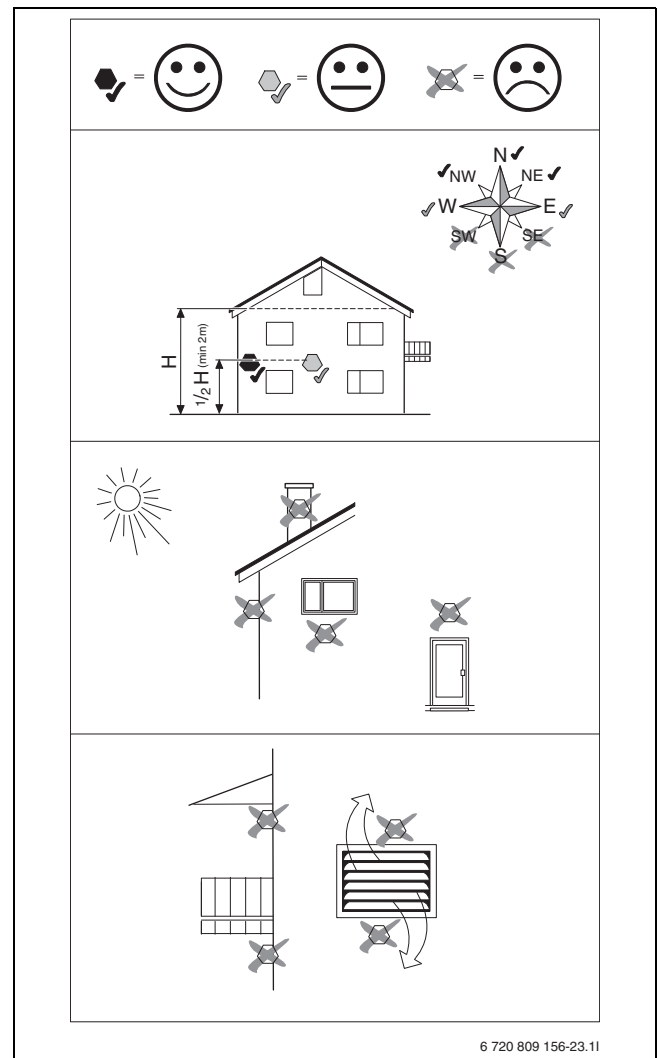 = = =
N
NW NE
W E
SW SE
S
H
1/2 H (min 2m)
6 720 809 156-23.1I